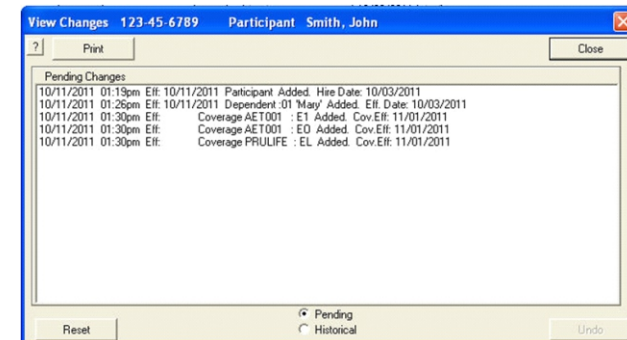 View Changes 123-45-6789 Participant Smith, John
? Print Close
Pending Changes
10/11/2011 01:19pm Eff: 10/11/2011 Participant Added. Hire Date: 10/03/2011
10/11/2011 01:26pm Eff: 10/11/2011 Dependent :01 'Mary' Added. Eff. Date: 10/03/2011
10/11/2011 01:30pm Eff: Coverage AET001 : E1 Added. Cov.Eff: 11/01/2011
10/11/2011 01:30pm Eff: Coverage AET001 : EO Added. Cov.Eff: 11/01/2011
10/11/2011 01:30pm Eff: Coverage PRULIFE : EL Added. Cov.Eff: 11/01/2011
Pending
Reset Historical Undo